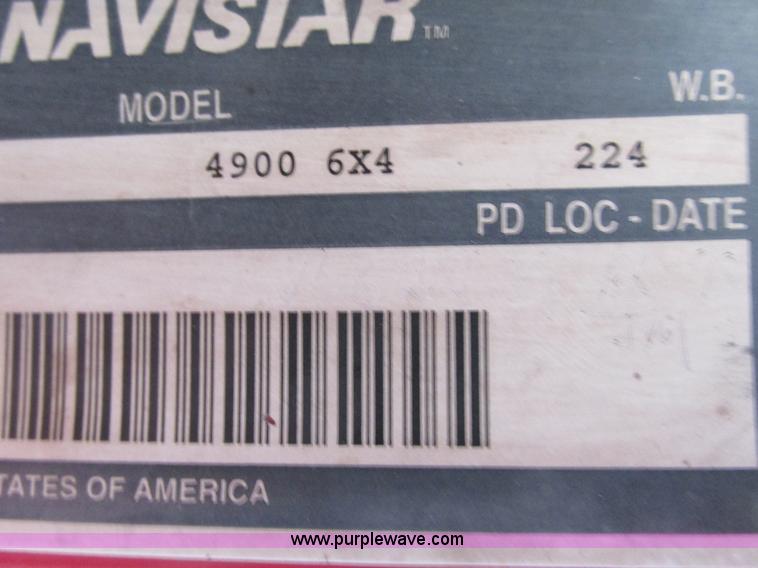 NAVISTAR™
W.B.
MODEL
4900 6X4 224
PD LOC - DATE
TATES OF AMERICA
www.purplewave.com